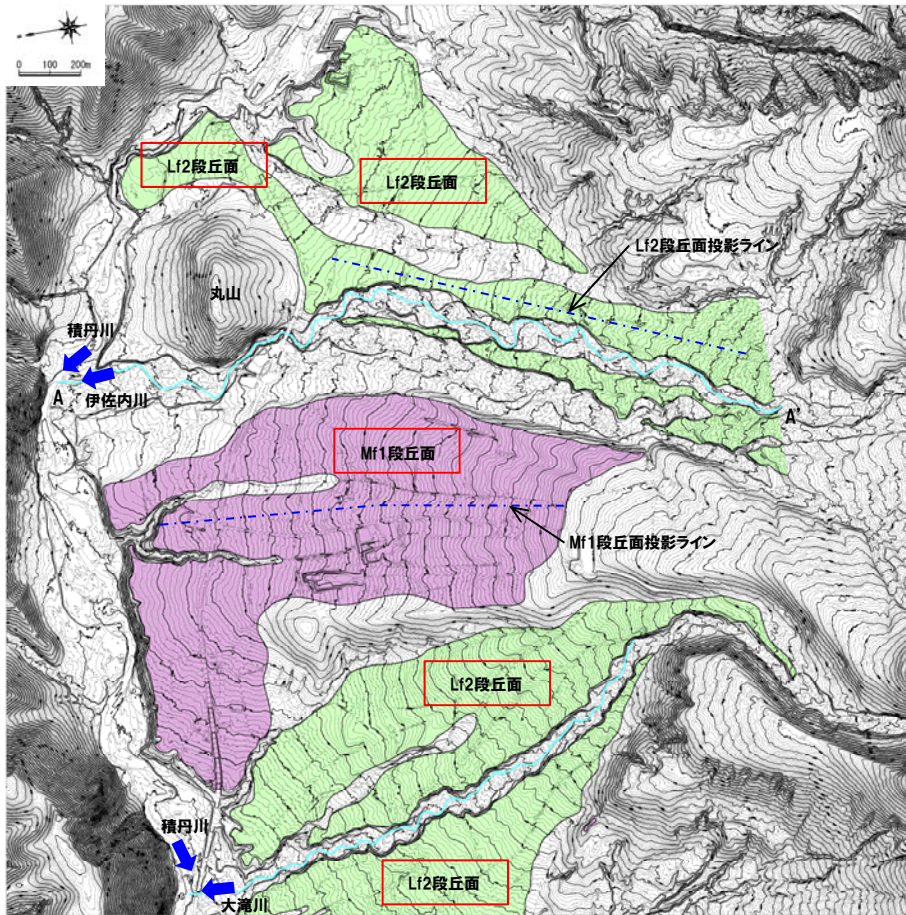 0 100 200m
Lf2段丘面
Lf2段丘面
Lf2段丘面投影ライン
丸山
積丹川
A
伊佐内川
A'
Mf1段丘面
Mf1段丘面投影ライン
Lf2段丘面
積丹川
Lf2段丘面
大滝川